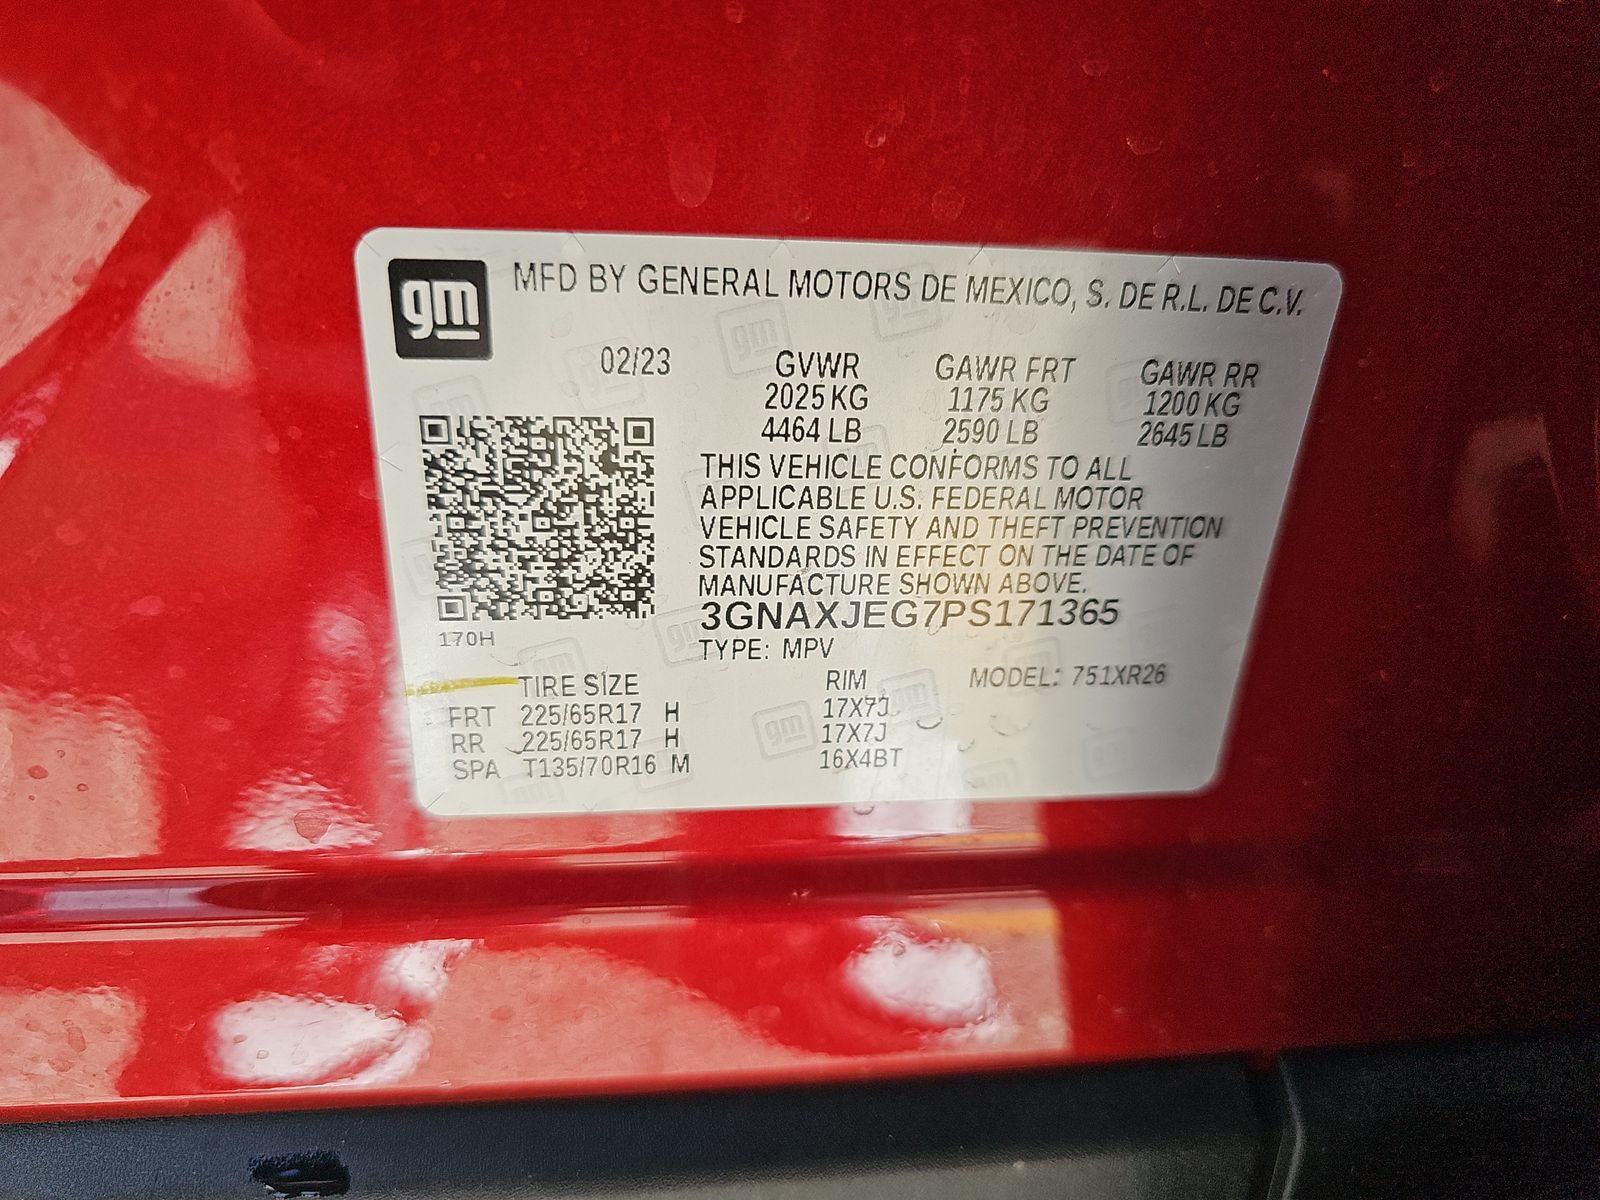 gm
MFD BY GENERAL MOTORS DE MEXICO, S. DE R.L. DE C.V.
02/23 GVWR GAWR FRT GAWR RR
2025 KG 1175 KG 1200 KG
4464 LB 2590 LB 2645 LB
THIS VEHICLE CONFORMS TO ALL
APPLICABLE U.S. FEDERAL MOTOR
VEHICLE SAFETY AND THEFT PREVENTION
STANDARDS IN EFFECT ON THE DATE OF
MANUFACTURE SHOWN ABOVE.
3GNAXJEG7PS171365
170H
TYPE: MPV
TIRE SIZE RIM MODEL: 751XR26
FRT 225/65R17 H 17X7J
RR 225/65R17 H 17X7J
SPA T135/70R16 M 16X4BT